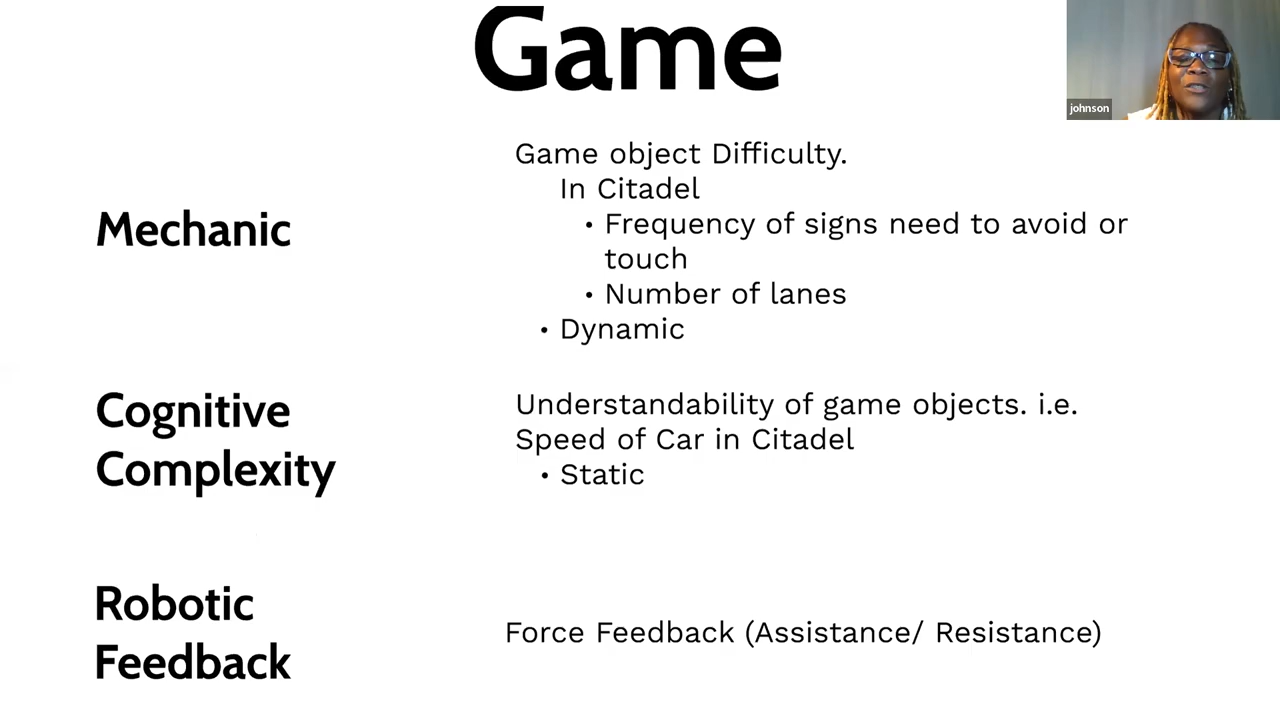 Game
johnson
Mechanic
Game object Difficulty.
In Citadel
• Frequency of signs need to avoid or
touch
• Number of lanes
• Dynamic
Cognitive
Complexity
Understandability of game objects. i.e.
Speed of Car in Citadel
• Static
Robotic
Feedback
Force Feedback (Assistance/ Resistance)